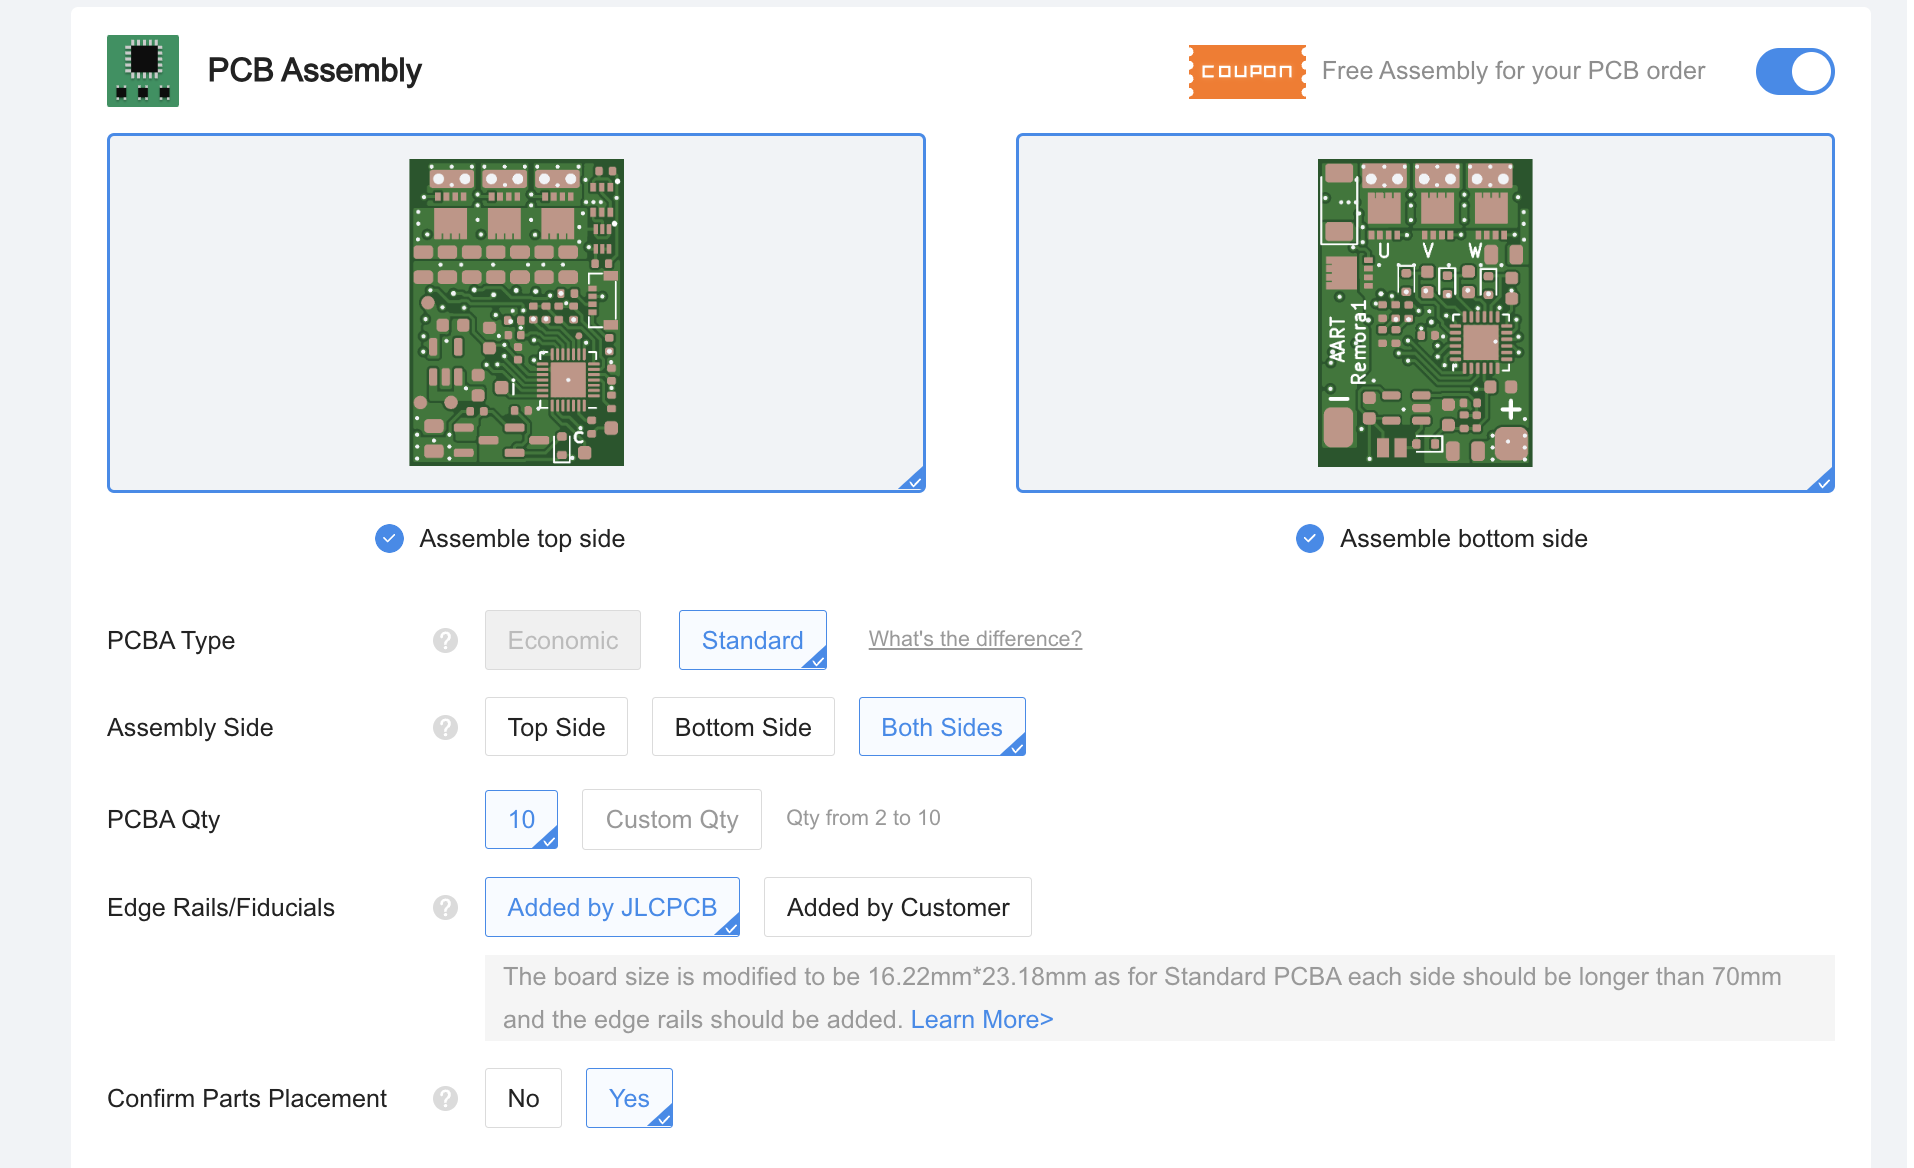 PCB Assembly
COUPON
Free Assembly for your PCB order
C
U V W
AART
Remora1
Assemble top side
Assemble bottom side
PCBA Type
?
Economic
Standard
What's the difference?
Assembly Side
?
Top Side
Bottom Side
Both Sides
PCBA Qty
10
Custom Qty
Qty from 2 to 10
Edge Rails/Fiducials
?
Added by JLCPCB
Added by Customer
The board size is modified to be 16.22mm*23.18mm as for Standard PCBA each side should be longer than 70mm
and the edge rails should be added. Learn More>
Confirm Parts Placement
?
No
Yes